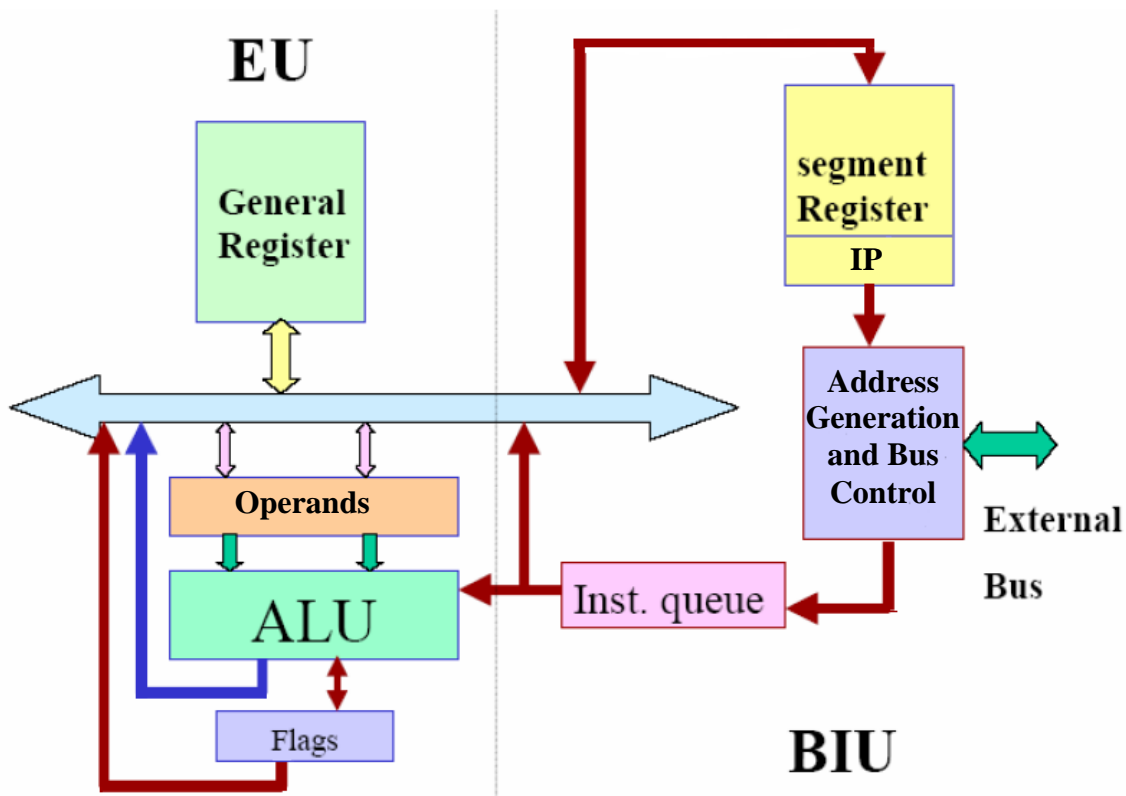 EU
General
Register
Operands
ALU
Flags
segment
Register
IP
Address
Generation
and Bus
Control
External
Bus
Inst. queue
BIU